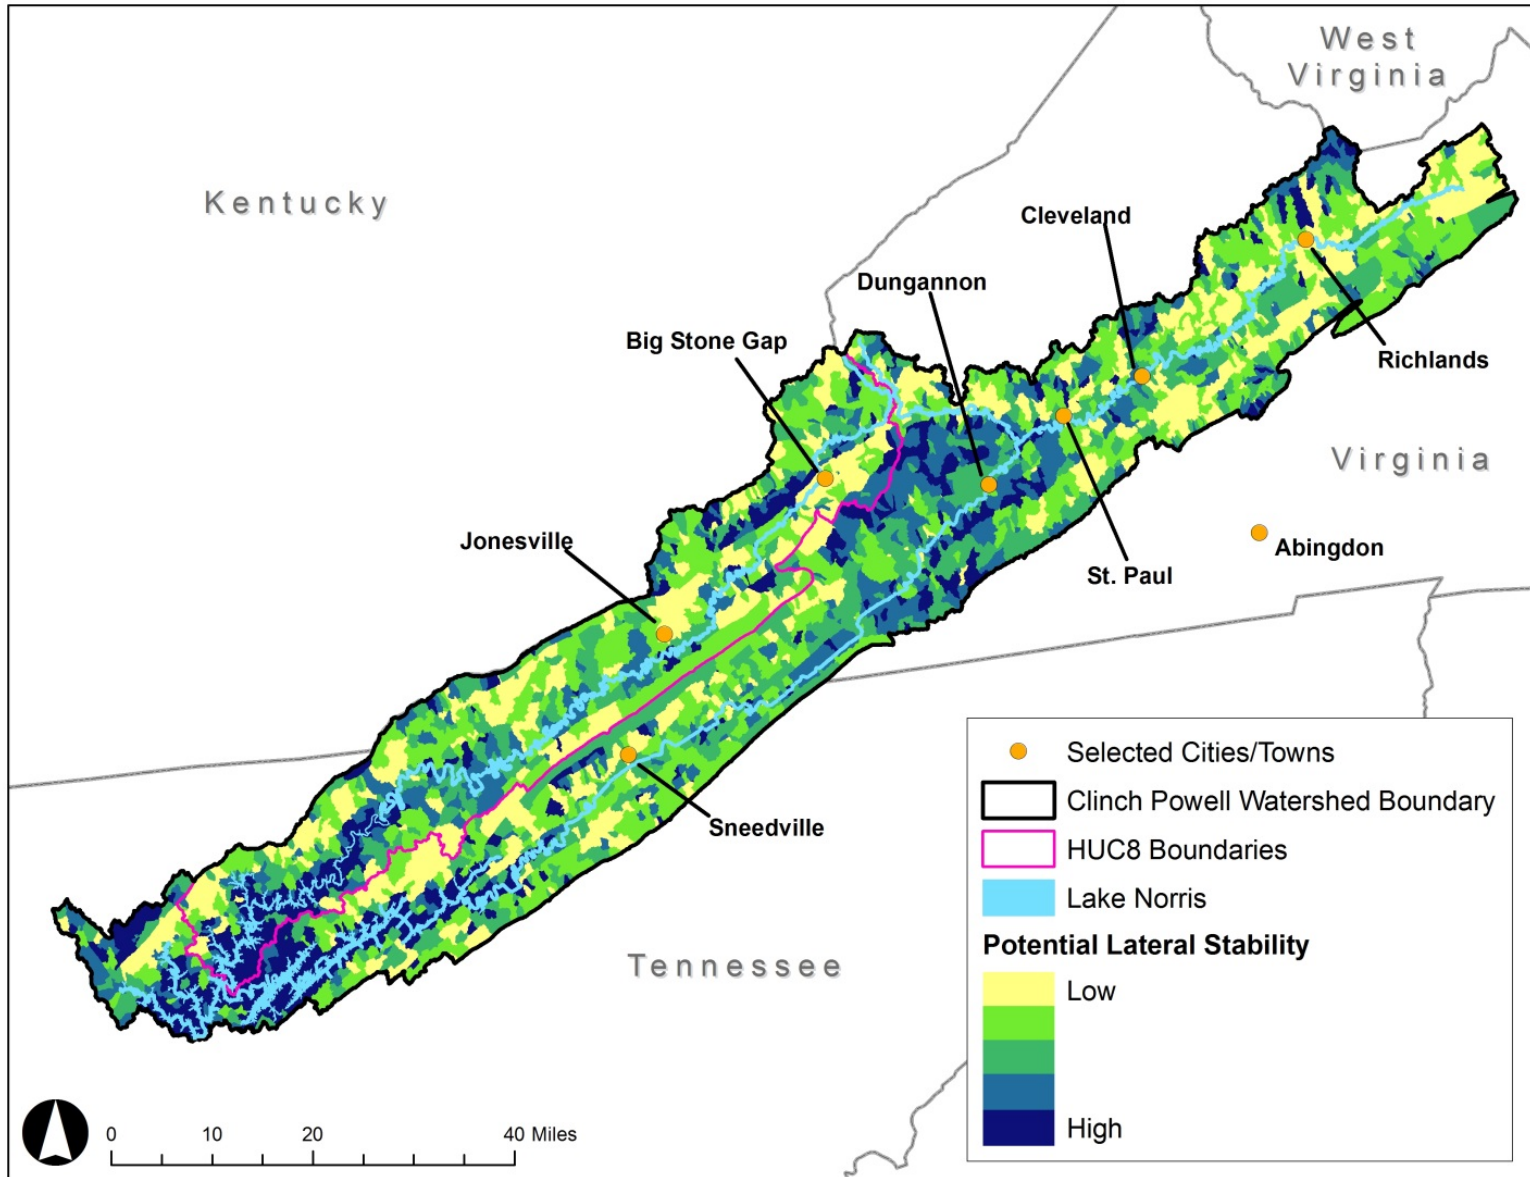 West
Virginia
Kentucky
Cleveland
Dungannon
Big Stone Gap
Richlands
Virginia
Jonesville
Abingdon
St. Paul
Sneedville
Tennessee
Selected Cities/Towns
Clinch Powell Watershed Boundary
HUC8 Boundaries
Lake Norris
Potential Lateral Stability
Low
High
0 10 20 40 Miles